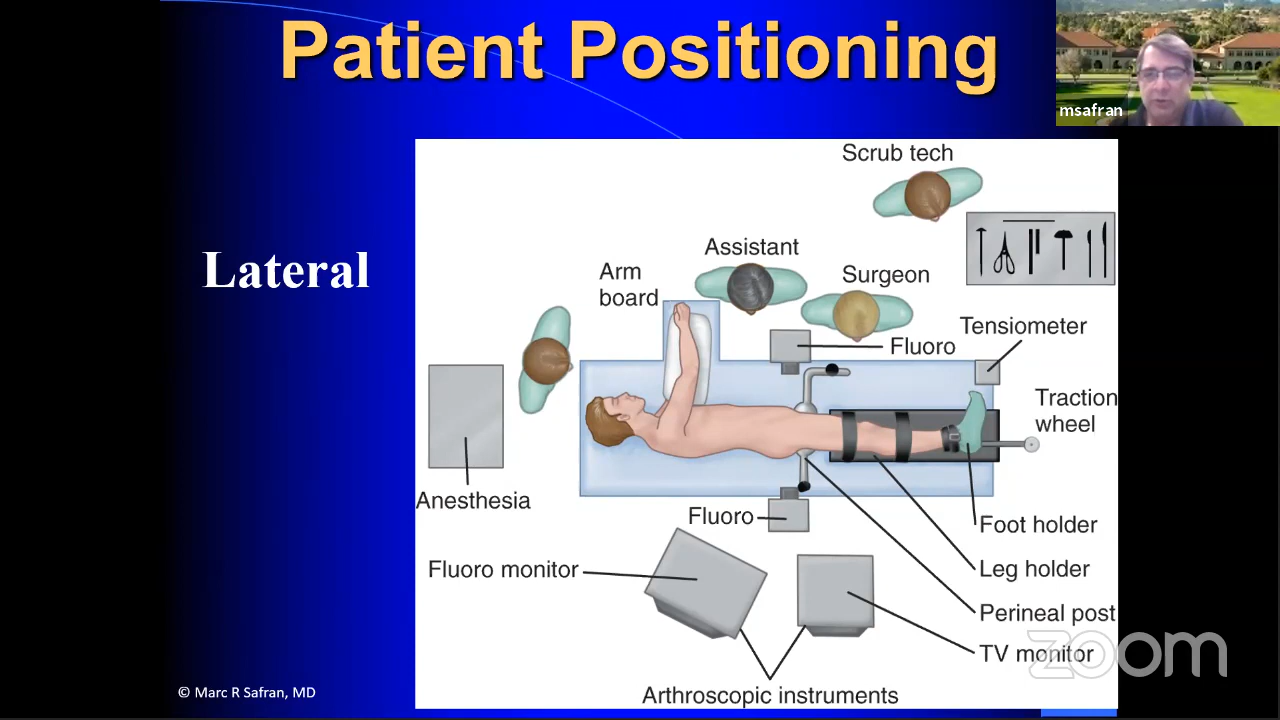 Patient Positioning
msafran
Lateral
Scrub tech
Assistant
Surgeon
Arm
board
Tensiometer
Fluoro
Traction
wheel
Anesthesia
Fluoro
Foot holder
Fluoro monitor
Leg holder
Perineal post
TV monitor
zoom
© Marc R Safran, MD
Arthroscopic instruments